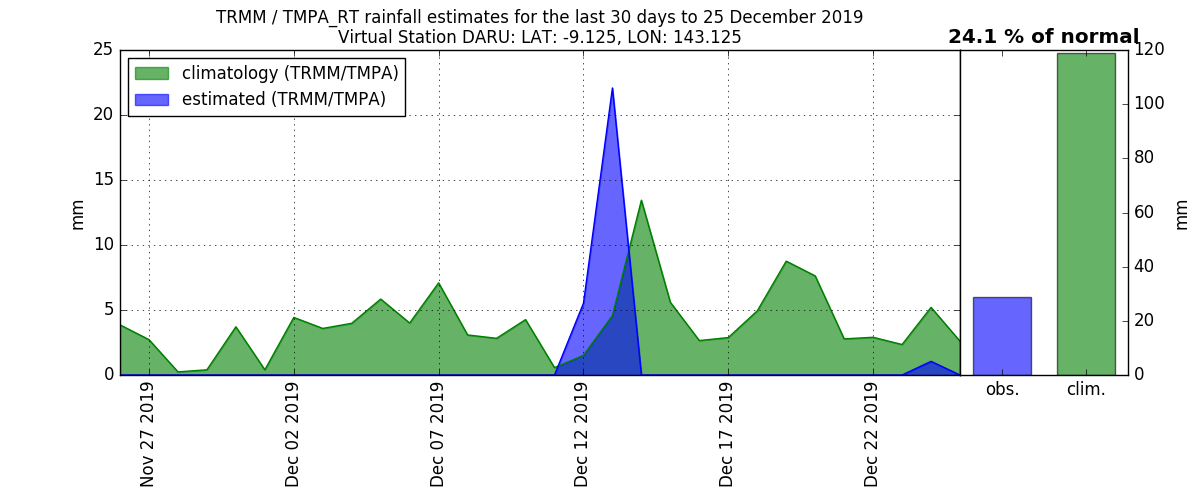 TRMM / TMPA_RT rainfall estimates for the last 30 days to 25 December 2019
Virtual Station DARU: LAT: -9.125, LON: 143.125
24.1 % of normal
climatology (TRMM/TMPA)
estimated (TRMM/TMPA)
mm
25
20
15
10
5
0
Nov 27 2019
Dec 02 2019
Dec 07 2019
Dec 12 2019
Dec 17 2019
Dec 22 2019
obs.
clim.
120
100
80
60
40
20
0
mm